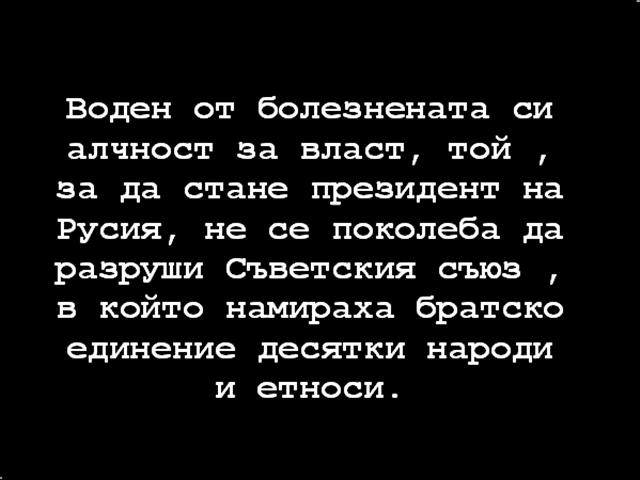 Воден от болезнената си
алчност за власт, той ,
за да стане президент на
Русия, не се поколеба да
разруши Съветския съюз ,
в който намираха братско
единение десятки народи
и етноси.